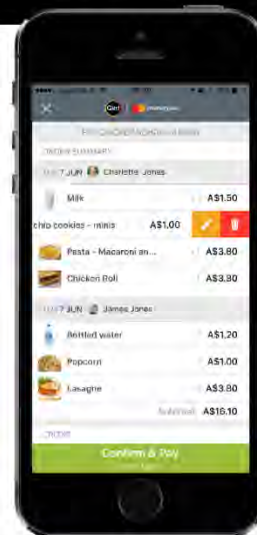 Qkr!
ORDER SUMMARY
7 JUN Charlotte Jones
Milk A$1.50
chip cookies - minis A$1.00
Pasta - Macaroni an... A$3.80
Chicken Roll A$3.80
7 JUN James Jones
Bottled water A$1.20
Popcorn A$1.00
Lasagne A$3.80
Subtotal A$16.10
Confirm & Pay